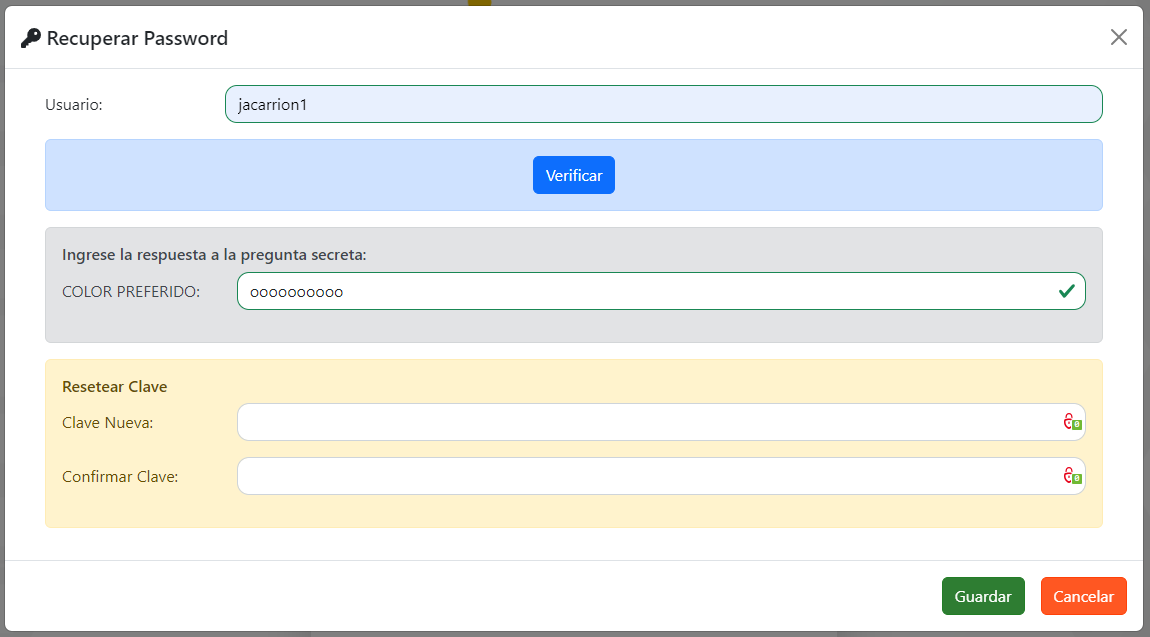 Recuperar Password
Usuario: jacarrion1
Verificar
Ingrese la respuesta a la pregunta secreta:
COLOR PREFERIDO: oooooooooo
Resetear Clave
Clave Nueva:
Confirmar Clave:
Guardar Cancelar